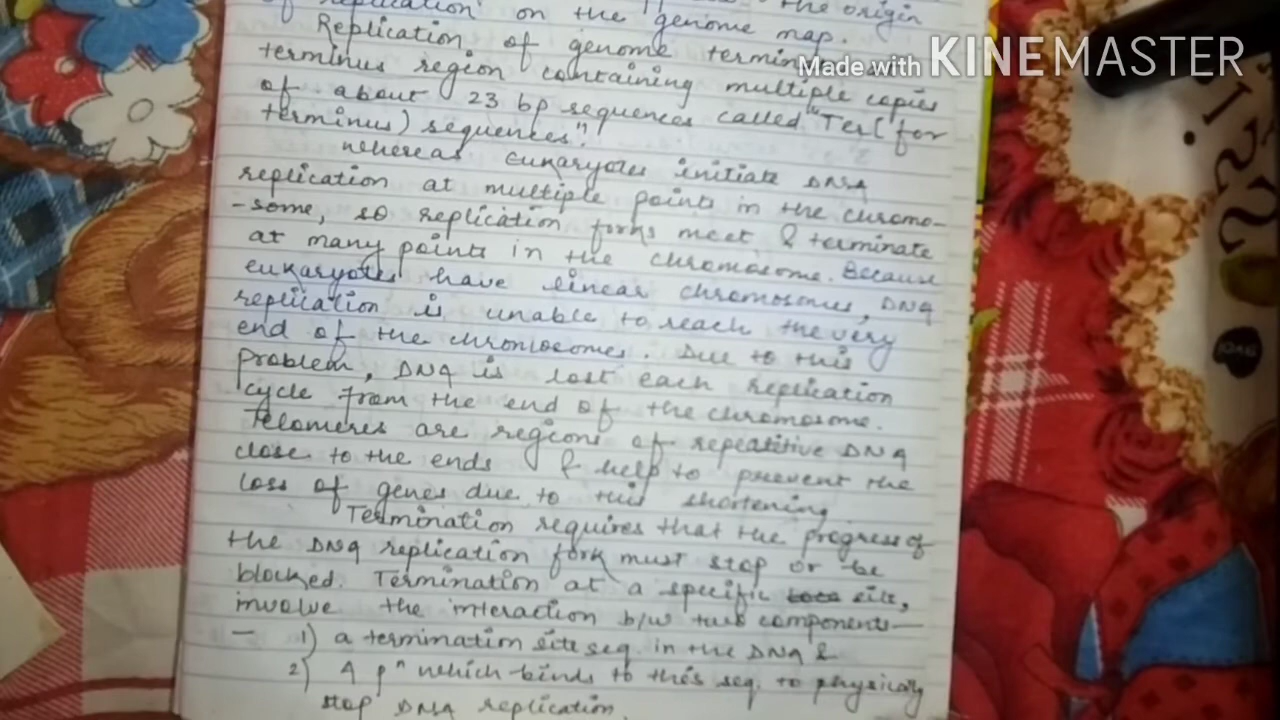 of replication on the genome map. the origin
Replication of genome
Made with KINEMASTER
terminus region containing multiple copies
of about 23 bp sequences called "Ter (for
terminus) sequences".
whereas eukaryotes initiate DNA
replication at multiple points in the chromo-
-some, so replication forks meet & terminate
at many points in the chromosome. Because
eukaryotes have linear chromosomes, DNA
replication is unable to reach the very
end of the chromosomes. Due to this
problem, DNA is lost each replication
cycle from the end of the chromosome.
Telomeres are regions of repeatitive DNA
close to the ends & help to prevent the
loss of genes due to this shortening
Termination requires that the progress of
the DNA replication fork must stop or be
blocked. Termination at a specific site,
involve the interaction b/w two components—
— 1) a termination site seq. in the DNA &
2) A pⁿ which binds to this seq. to physically
stop DNA replication.